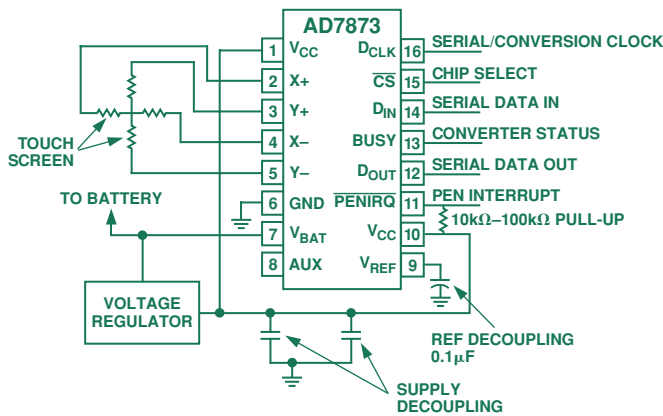 AD7873
1 VCC
2 X+
3 Y+
4 X–
5 Y–
6 GND
7 VBAT
8 AUX
DCLK 16 SERIAL/CONVERSION CLOCK
CS 15 CHIP SELECT
DIN 14 SERIAL DATA IN
BUSY 13 CONVERTER STATUS
DOUT 12 SERIAL DATA OUT
PENIRQ 11 PEN INTERRUPT
10kΩ–100kΩ PULL-UP
VCC 10
VREF 9
TOUCH
SCREEN
TO BATTERY
VOLTAGE
REGULATOR
REF DECOUPLING
0.1μF
SUPPLY
DECOUPLING